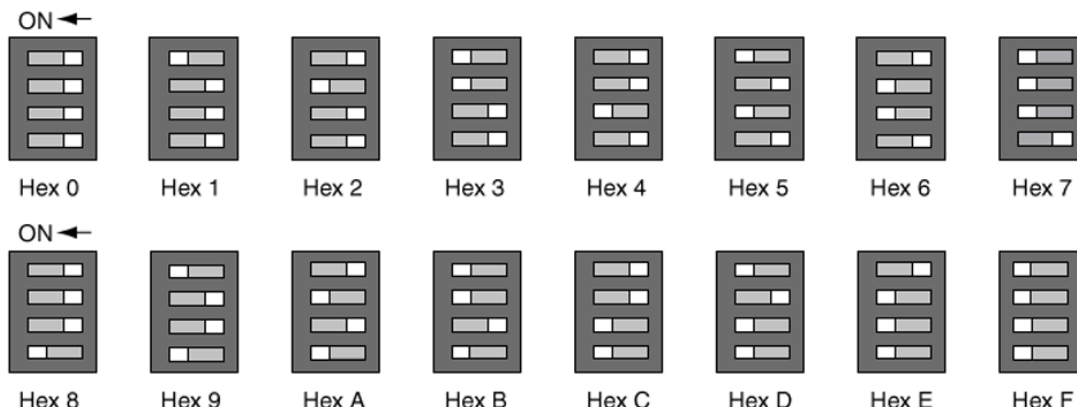 ON
Hex 0 Hex 1 Hex 2 Hex 3 Hex 4 Hex 5 Hex 6 Hex 7
ON
Hex 8 Hex 9 Hex A Hex B Hex C Hex D Hex E Hex F